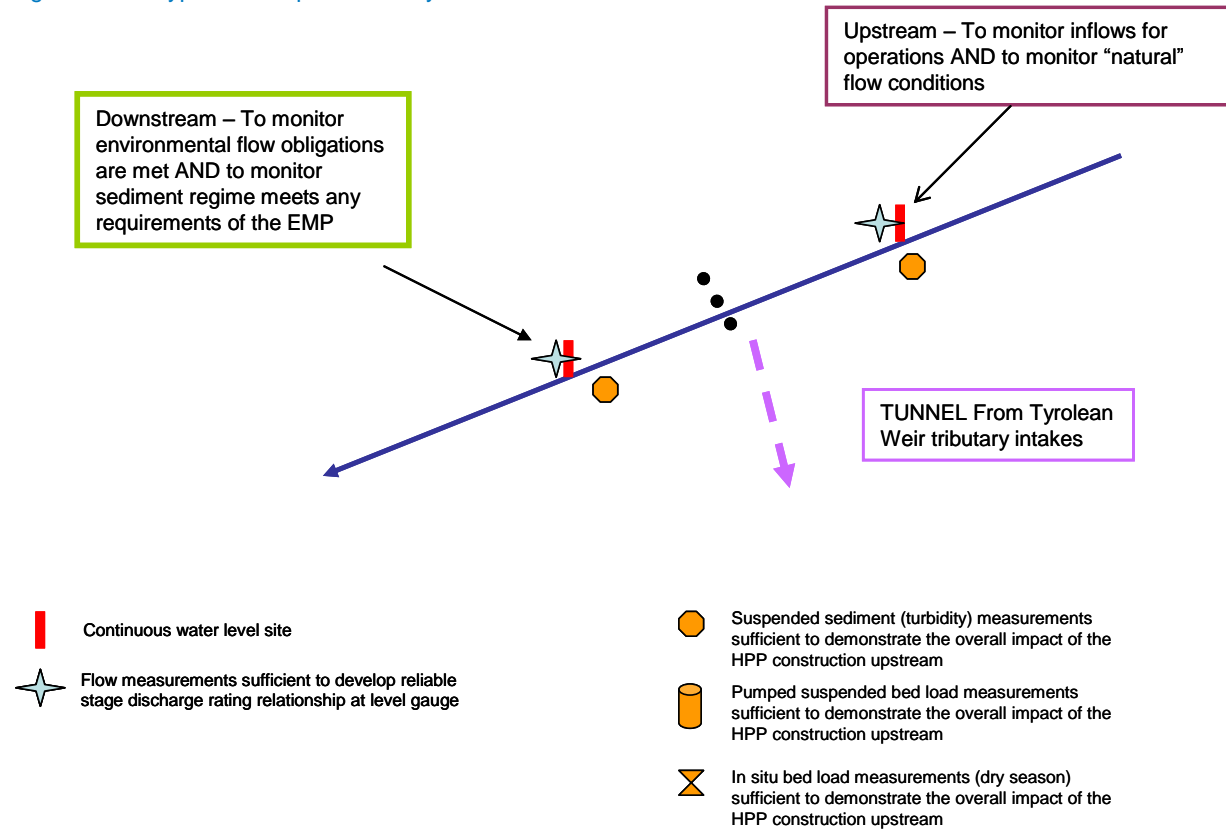 Upstream – To monitor inflows for
operations AND to monitor “natural”
flow conditions
Downstream – To monitor
environmental flow obligations
are met AND to monitor
sediment regime meets any
requirements of the EMP
TUNNEL From Tyrolean
Weir tributary intakes
Continuous water level site
Flow measurements sufficient to develop reliable
stage discharge rating relationship at level gauge
Suspended sediment (turbidity) measurements
sufficient to demonstrate the overall impact of the
HPP construction upstream
Pumped suspended bed load measurements
sufficient to demonstrate the overall impact of the
HPP construction upstream
In situ bed load measurements (dry season)
sufficient to demonstrate the overall impact of the
HPP construction upstream